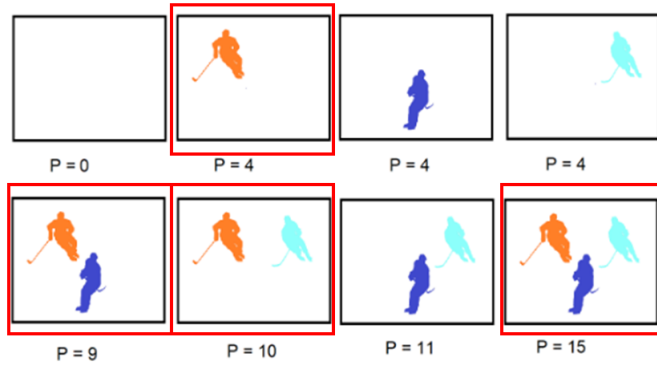 P = 0
P = 4
P = 4
P = 4
P = 9
P = 10
P = 11
P = 15